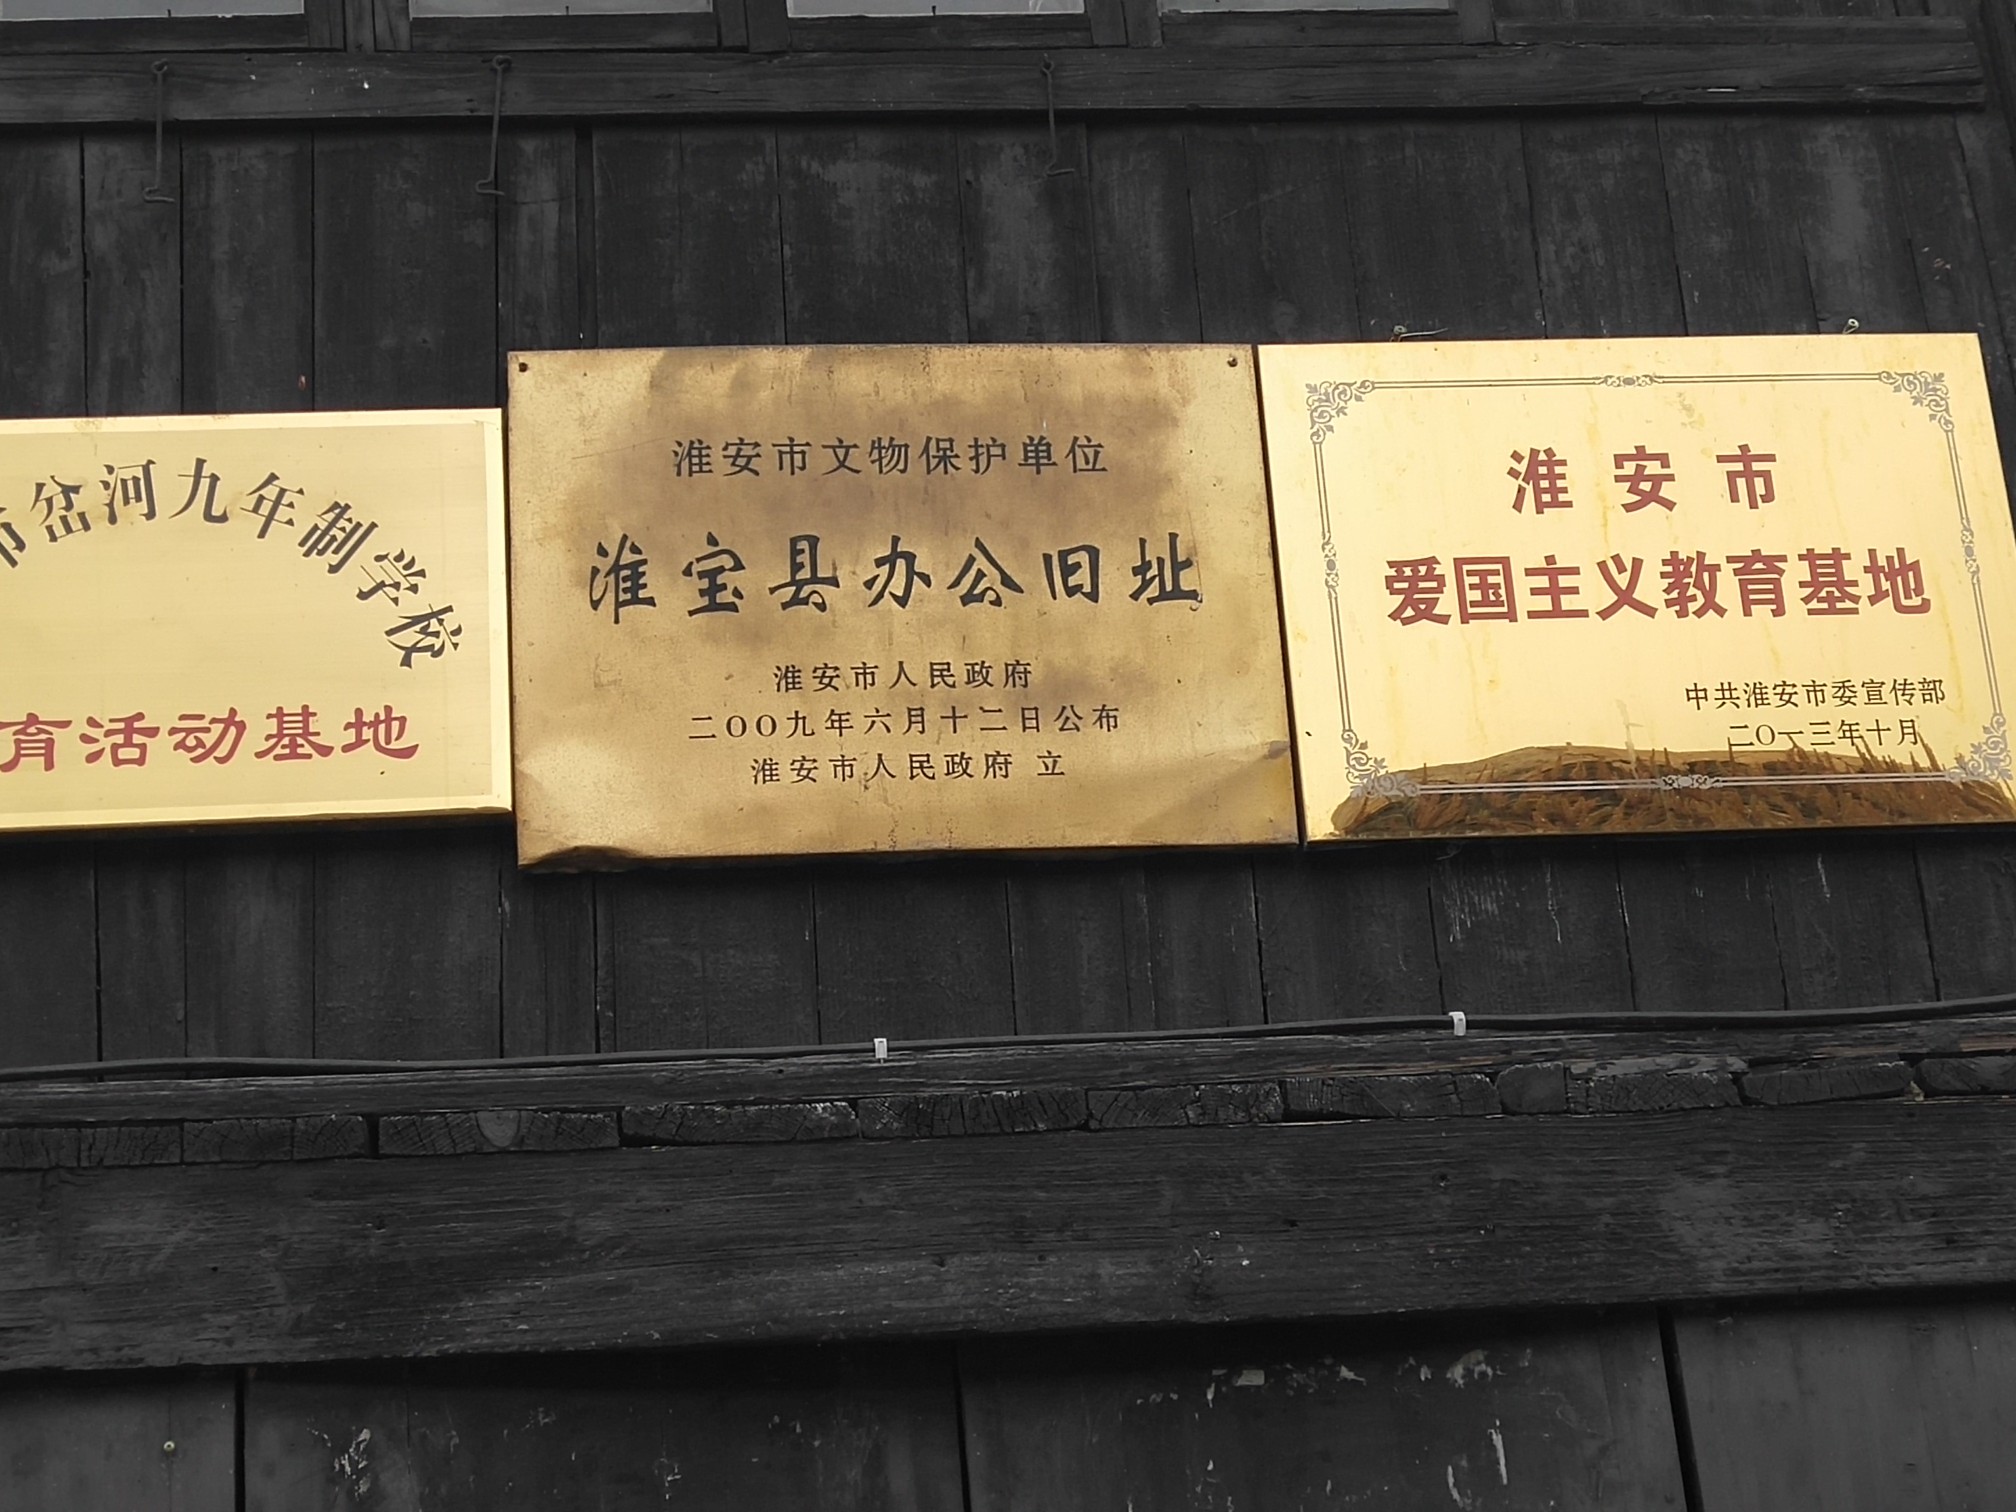 市岔河九年制学校
育活动基地
淮安市文物保护单位
淮宝县办公旧址
淮安市人民政府
二〇〇九年六月十二日公布
淮安市人民政府 立
淮安市
爱国主义教育基地
中共淮安市委宣传部
二〇一三年十月